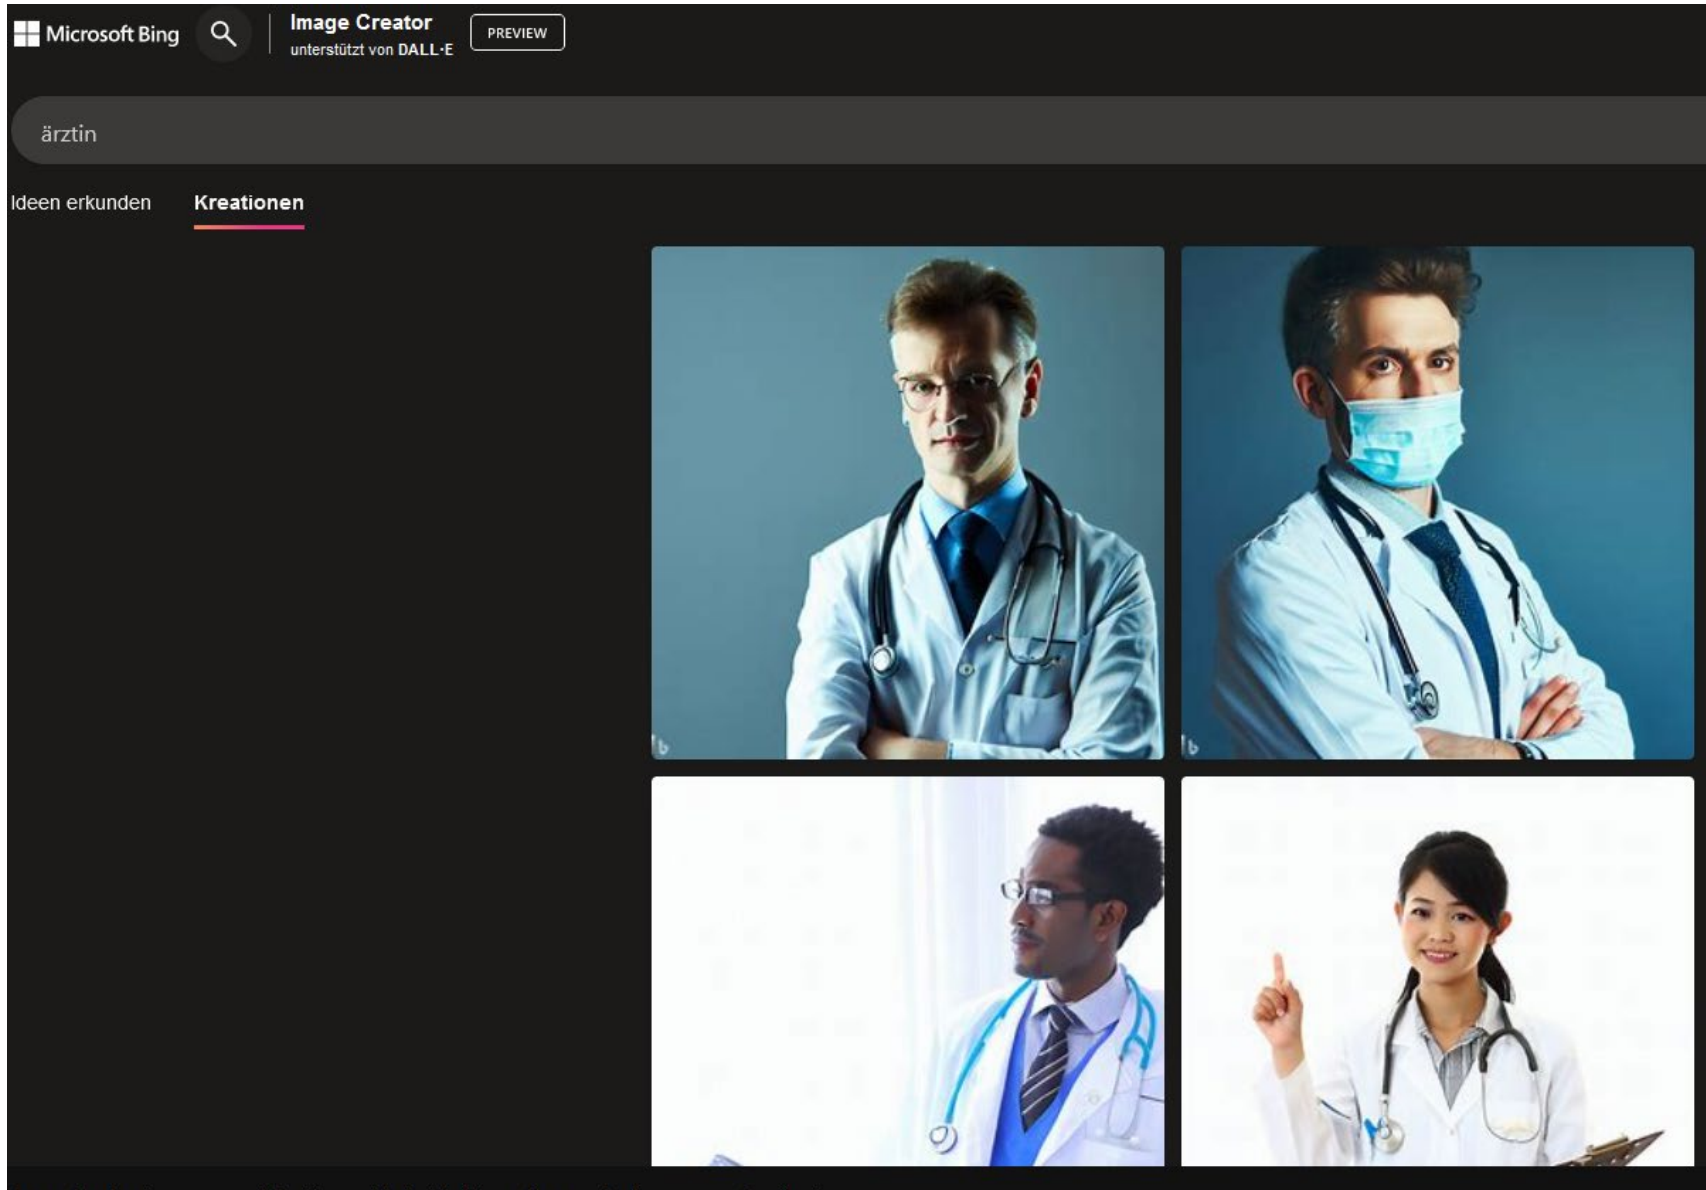 Microsoft Bing
Image Creator
unterstützt von DALL·E
PREVIEW
ärztin
Ideen erkunden
Kreationen
b
b